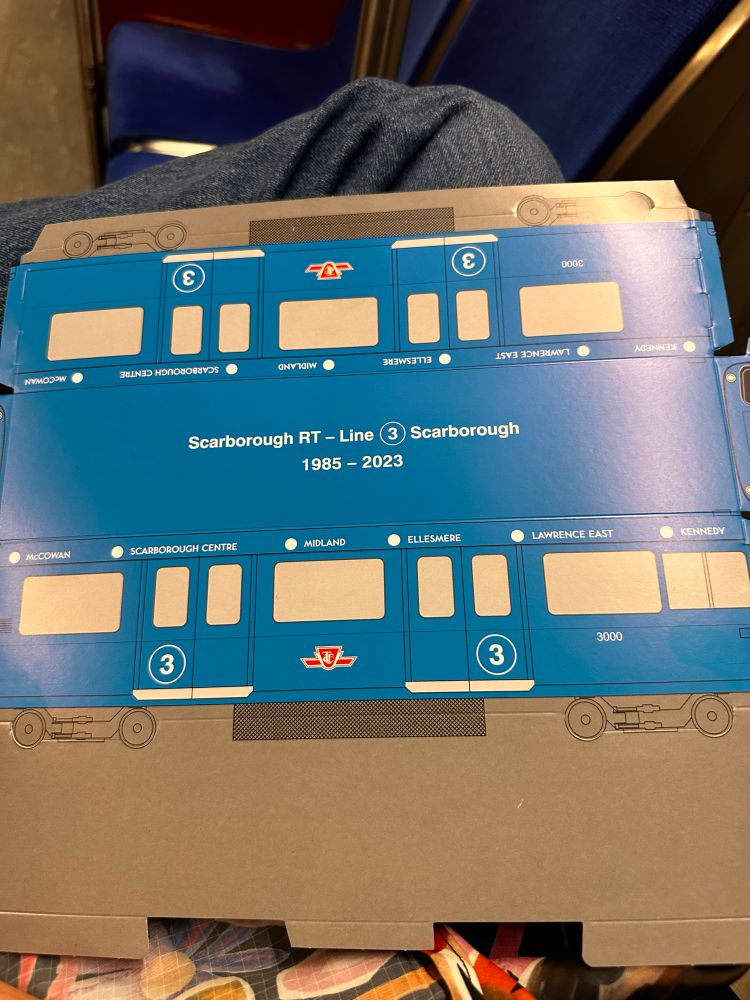 3
3
3000
McCOWAN SCARBOROUGH CENTRE MIDLAND ELLESMERE LAWRENCE EAST KENNEDY
Scarborough RT – Line 3 Scarborough
1985 – 2023
McCOWAN SCARBOROUGH CENTRE MIDLAND ELLESMERE LAWRENCE EAST KENNEDY
3000
3
TTC
3